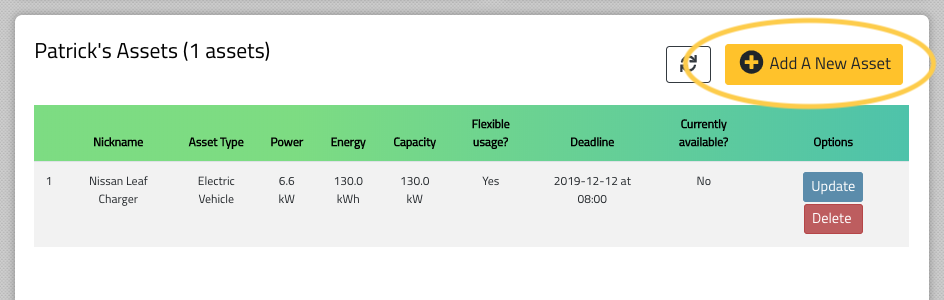 Patrick's Assets (1 assets)
Add A New Asset
Nickname Asset Type Power Energy Capacity Flexible usage? Deadline Currently available? Options
1 Nissan Leaf Charger Electric Vehicle 6.6 kW 130.0 kWh 130.0 kW Yes 2019-12-12 at 08:00 No Update
Delete